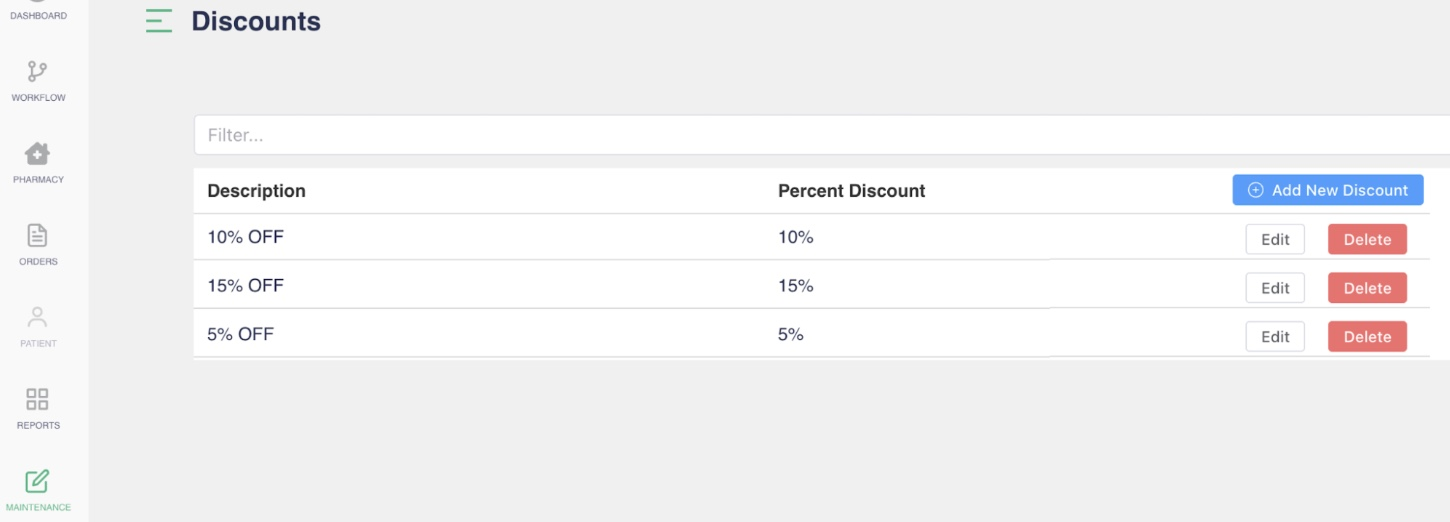 DASHBOARD
WORKFLOW
PHARMACY
ORDERS
PATIENT
REPORTS
MAINTENANCE
Discounts
Filter...
Description Percent Discount Add New Discount
10% OFF 10% Edit Delete
15% OFF 15% Edit Delete
5% OFF 5% Edit Delete